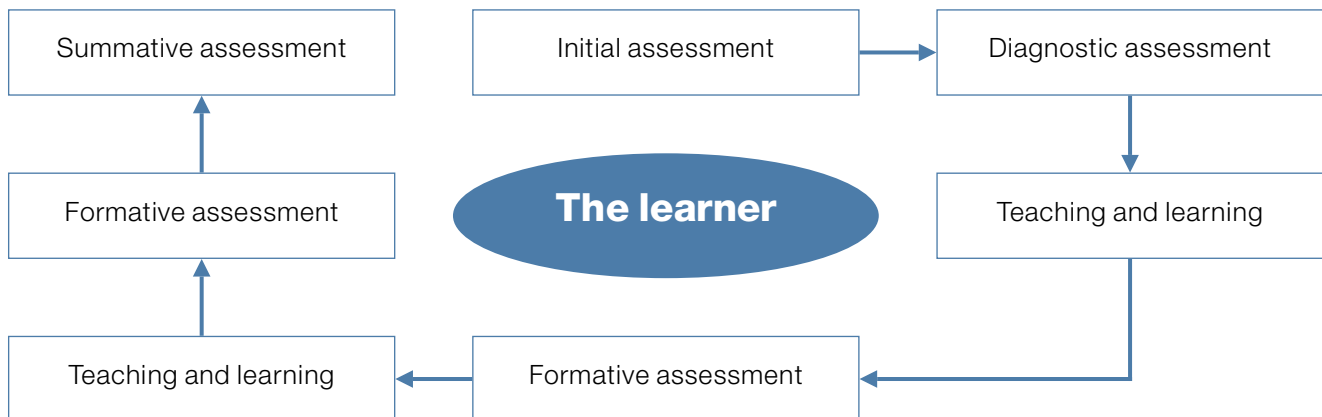 Summative assessment
Initial assessment
Diagnostic assessment
Formative assessment
The learner
Teaching and learning
Teaching and learning
Formative assessment